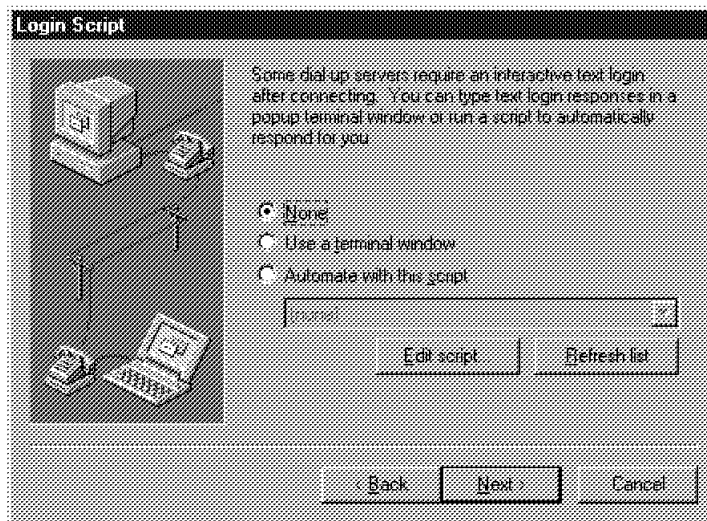 Login Script
Some dial up servers require an interactive text login
after connecting. You can type text login responses in a
popup terminal window or run a script to automatically
respond for you
None
Use a terminal window
Automate with this script
[none]
Edit script...
Refresh list
< Back
Next >
Cancel